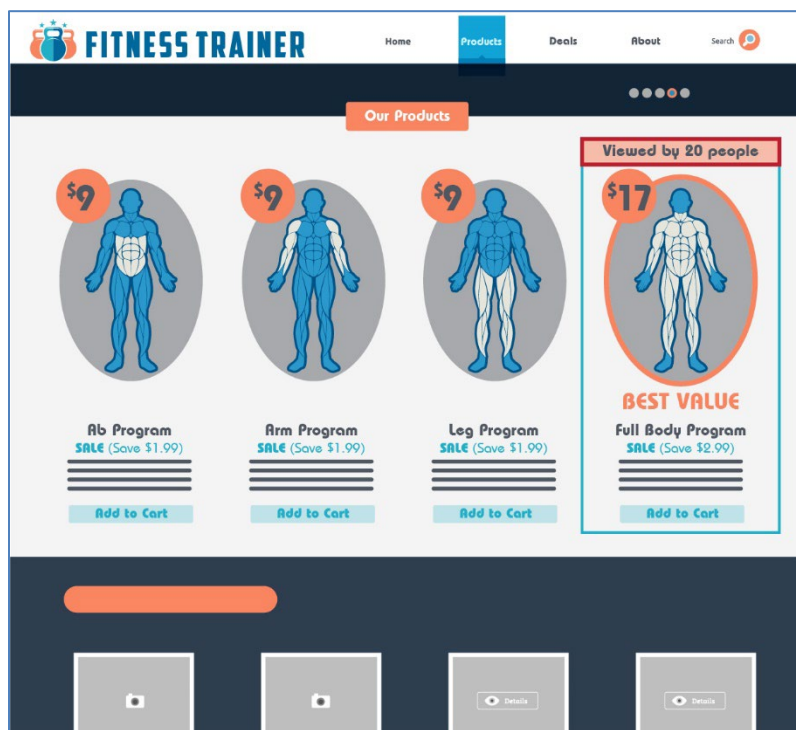 FITNESS TRAINER
Home
Products
Deals
About
Search
Our Products
Viewed by 20 people
$9
$9
$9
$17
BEST VALUE
Ab Program
SALE (Save $1.99)
Add to Cart
Arm Program
SALE (Save $1.99)
Add to Cart
Leg Program
SALE (Save $1.99)
Add to Cart
Full Body Program
SALE (Save $2.99)
Add to Cart
Details
Details